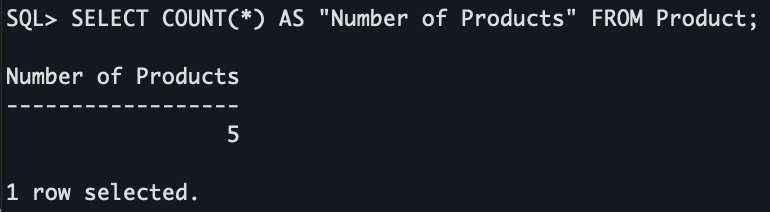 SQL> SELECT COUNT(*) AS "Number of Products" FROM Product;
Number of Products
------------------
5
1 row selected.